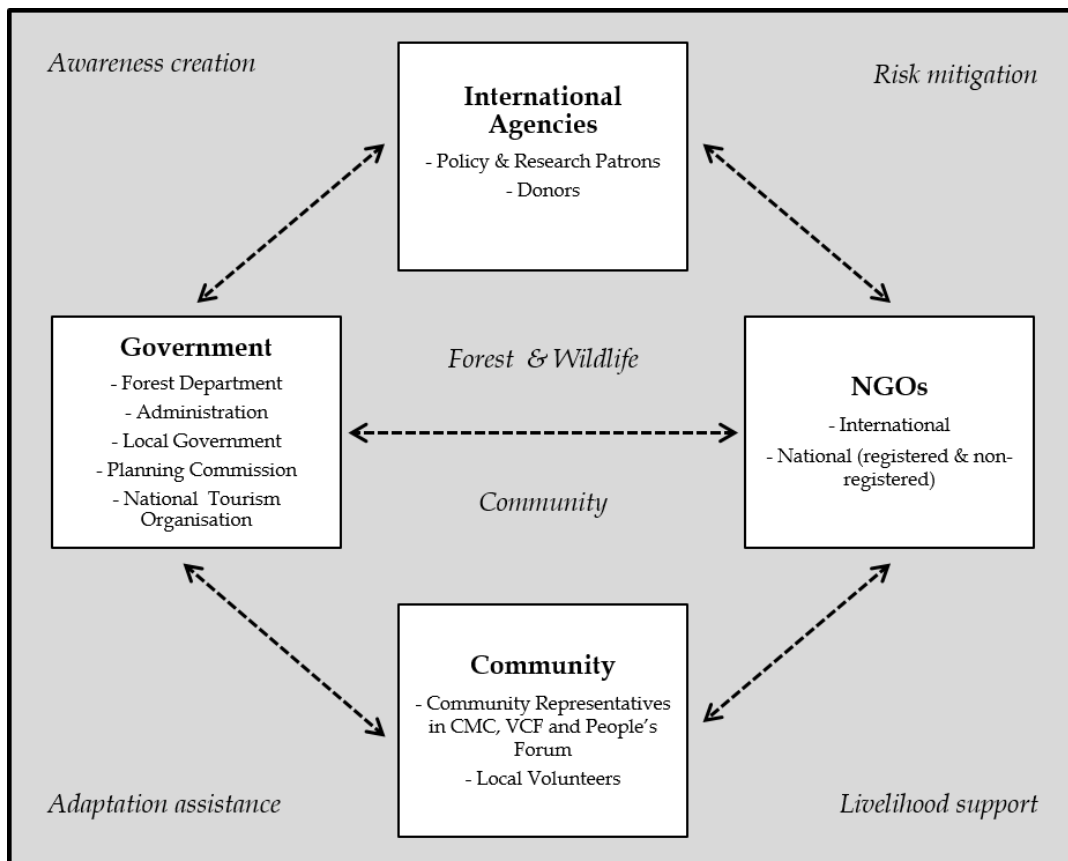 Awareness creation
Risk mitigation
International
Agencies
- Policy & Research Patrons
- Donors
Government
- Forest Department
- Administration
- Local Government
- Planning Commission
- National Tourism
Organisation
Forest & Wildlife
Community
NGOs
- International
- National (registered & non-
registered)
Community
- Community Representatives
in CMC, VCF and People’s
Forum
- Local Volunteers
Adaptation assistance
Livelihood support